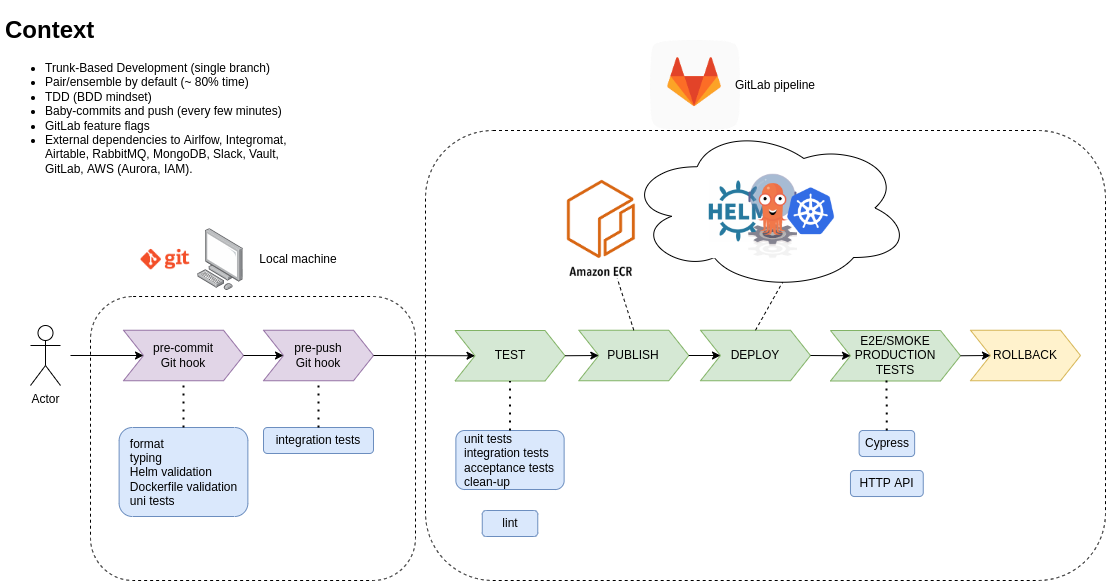 Context
Trunk-Based Development (single branch)
Pair/ensemble by default (~ 80% time)
TDD (BDD mindset)
Baby-commits and push (every few minutes)
GitLab feature flags
External dependencies to Airlfow, Integromat,
Airtable, RabbitMQ, MongoDB, Slack, Vault,
GitLab, AWS (Aurora, IAM).
GitLab pipeline
HELM
Amazon ECR
git
Local machine
Actor
pre-commit
Git hook
pre-push
Git hook
TEST
PUBLISH
DEPLOY
E2E/SMOKE
PRODUCTION
TESTS
ROLLBACK
format
typing
Helm validation
Dockerfile validation
uni tests
integration tests
unit tests
integration tests
acceptance tests
clean-up
lint
Cypress
HTTP API